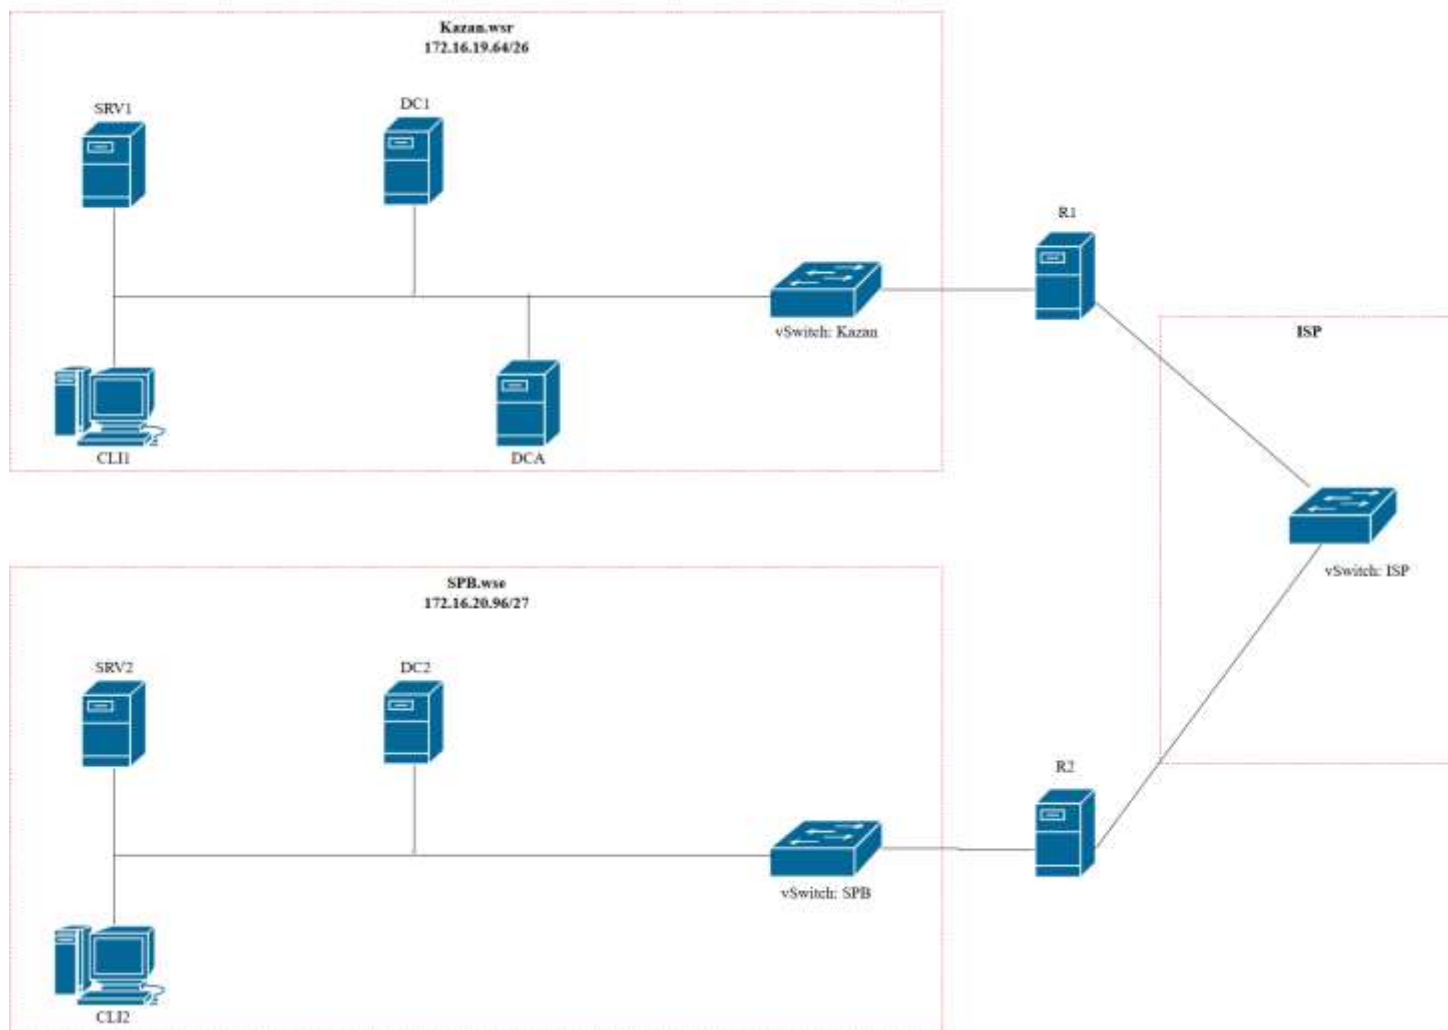 Kazan.wsr
172.16.19.64/26
SRV1
DC1
R1
vSwitch: Kazan
ISP
CLI1
DCA
vSwitch: ISP
SPB.wse
172.16.20.96/27
SRV2
DC2
R2
vSwitch: SPB
CLI2